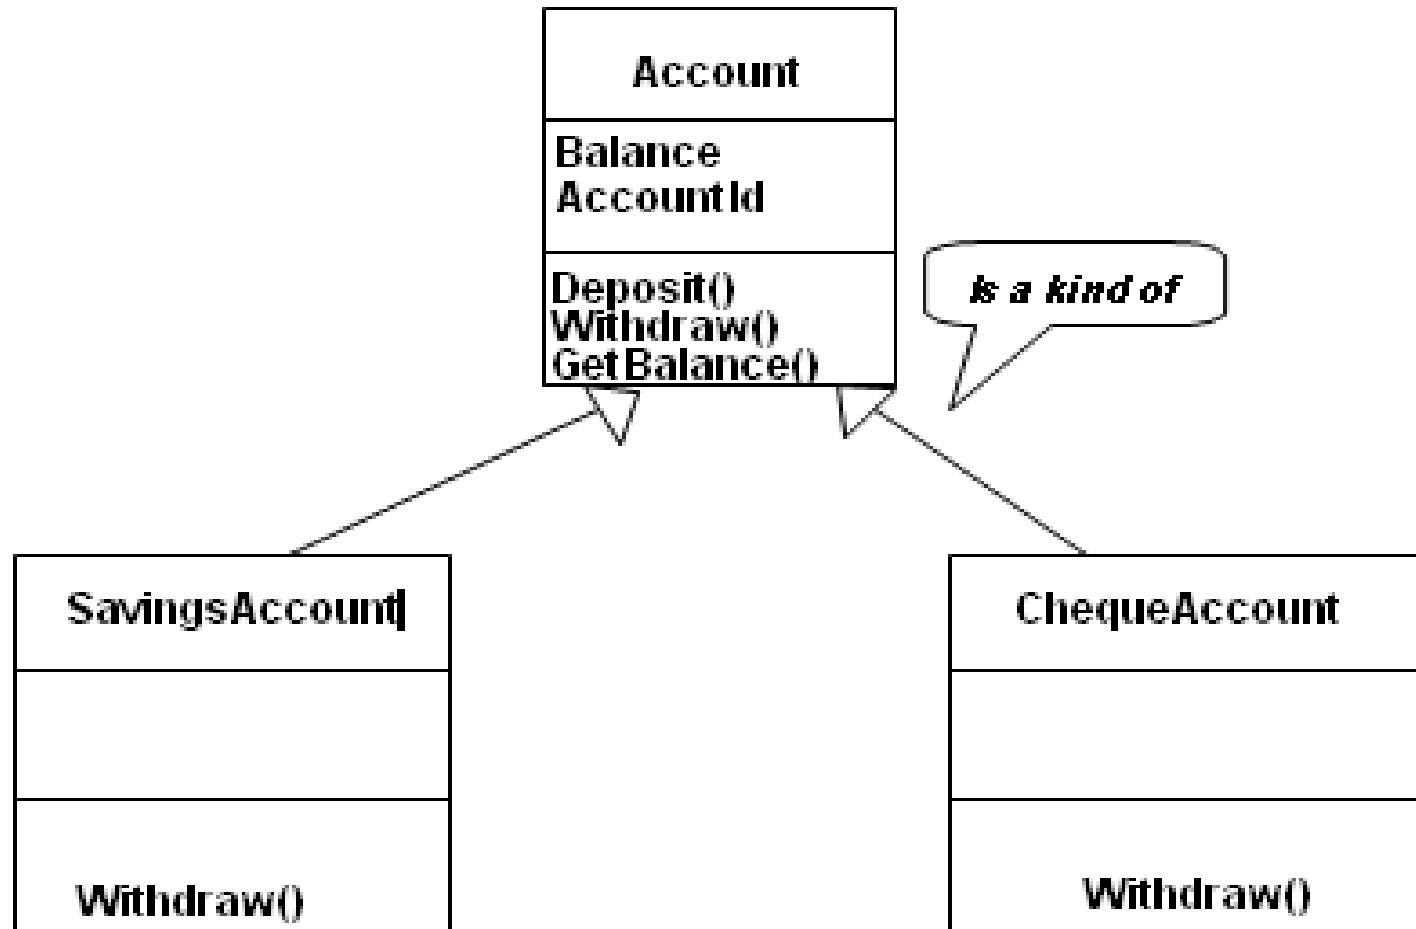 Account
Balance
AccountId
Deposit()
Withdraw()
GetBalance()
Is a kind of
SavingsAccount
ChequeAccount
Withdraw()
Withdraw()